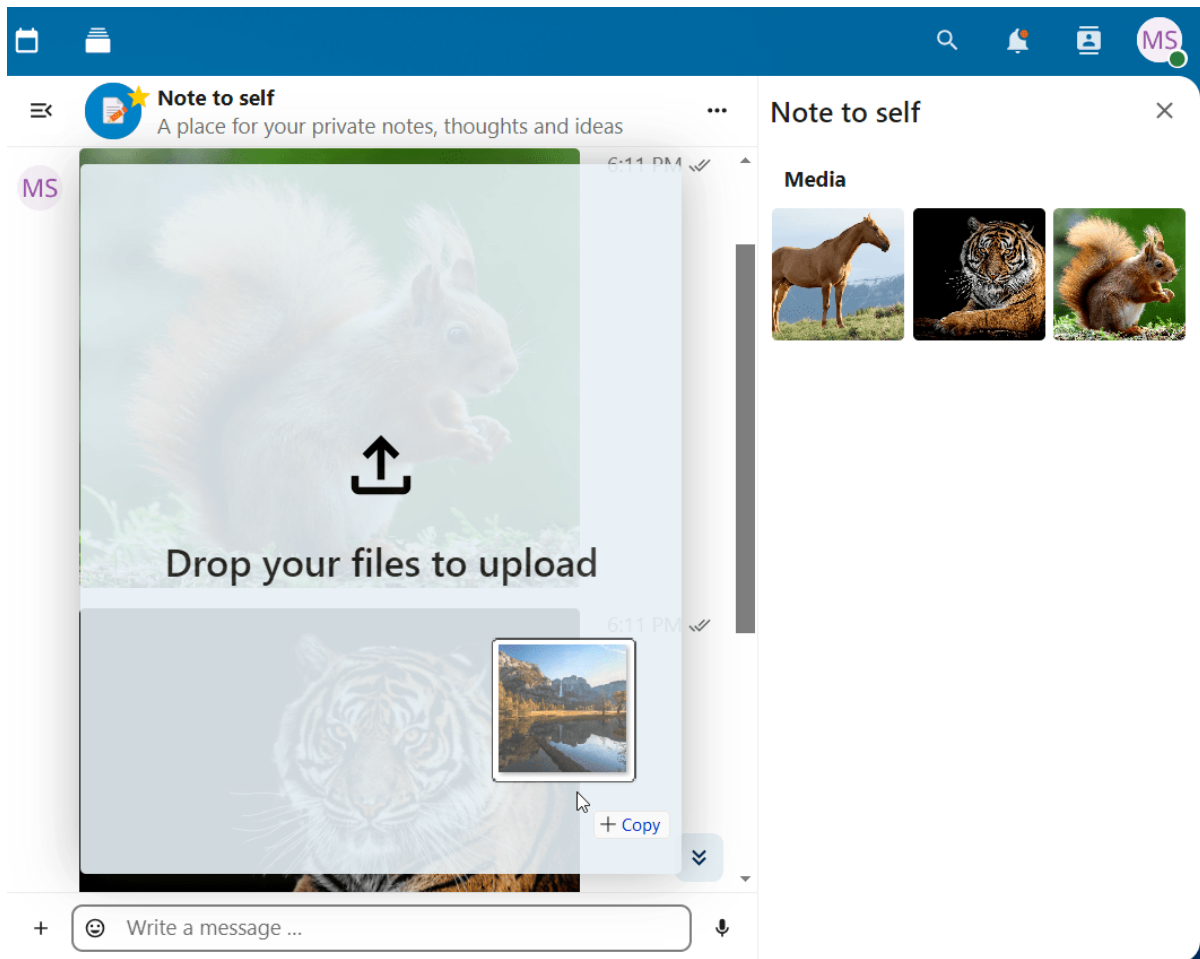 MS
Note to self
A place for your private notes, thoughts and ideas
Note to self
MS
6:11 PM
Media
Drop your files to upload
6:11 PM
+ Copy
Write a message ...